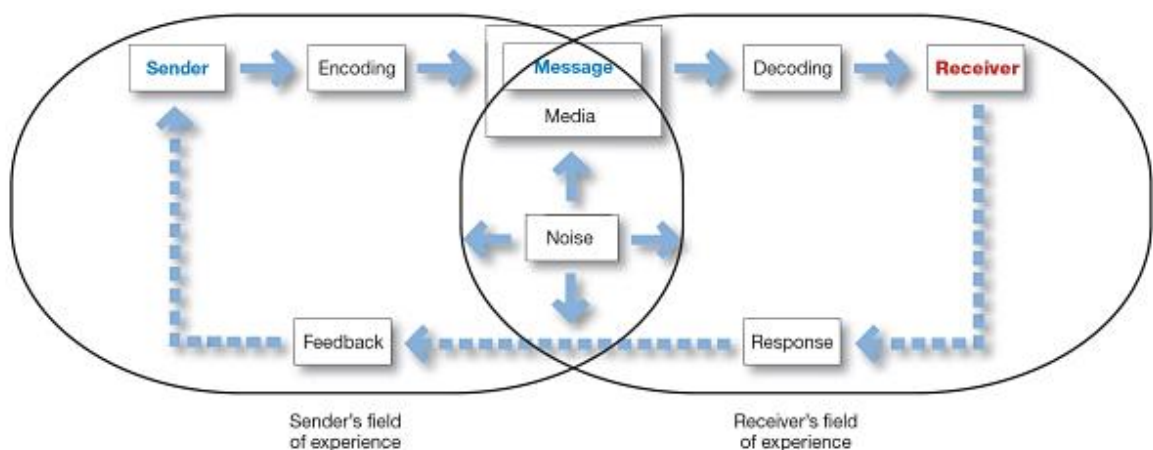 Sender
Encoding
Message
Media
Decoding
Receiver
Noise
Feedback
Response
Sender's field
of experience
Receiver's field
of experience